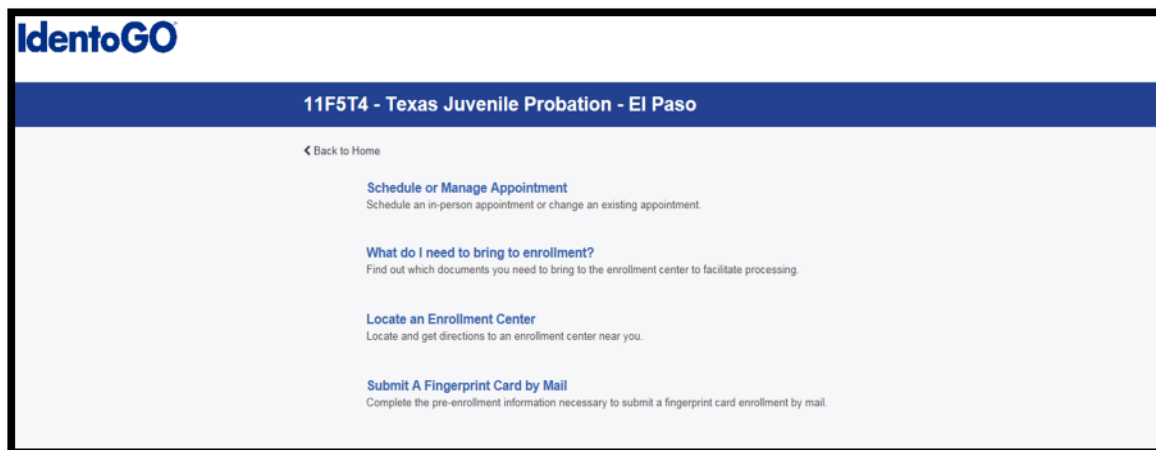 IdentoGO
11F5T4 - Texas Juvenile Probation - El Paso
Back to Home
Schedule or Manage Appointment
Schedule an in-person appointment or change an existing appointment.
What do I need to bring to enrollment?
Find out which documents you need to bring to the enrollment center to facilitate processing.
Locate an Enrollment Center
Locate and get directions to an enrollment center near you.
Submit A Fingerprint Card by Mail
Complete the pre-enrollment information necessary to submit a fingerprint card enrollment by mail.